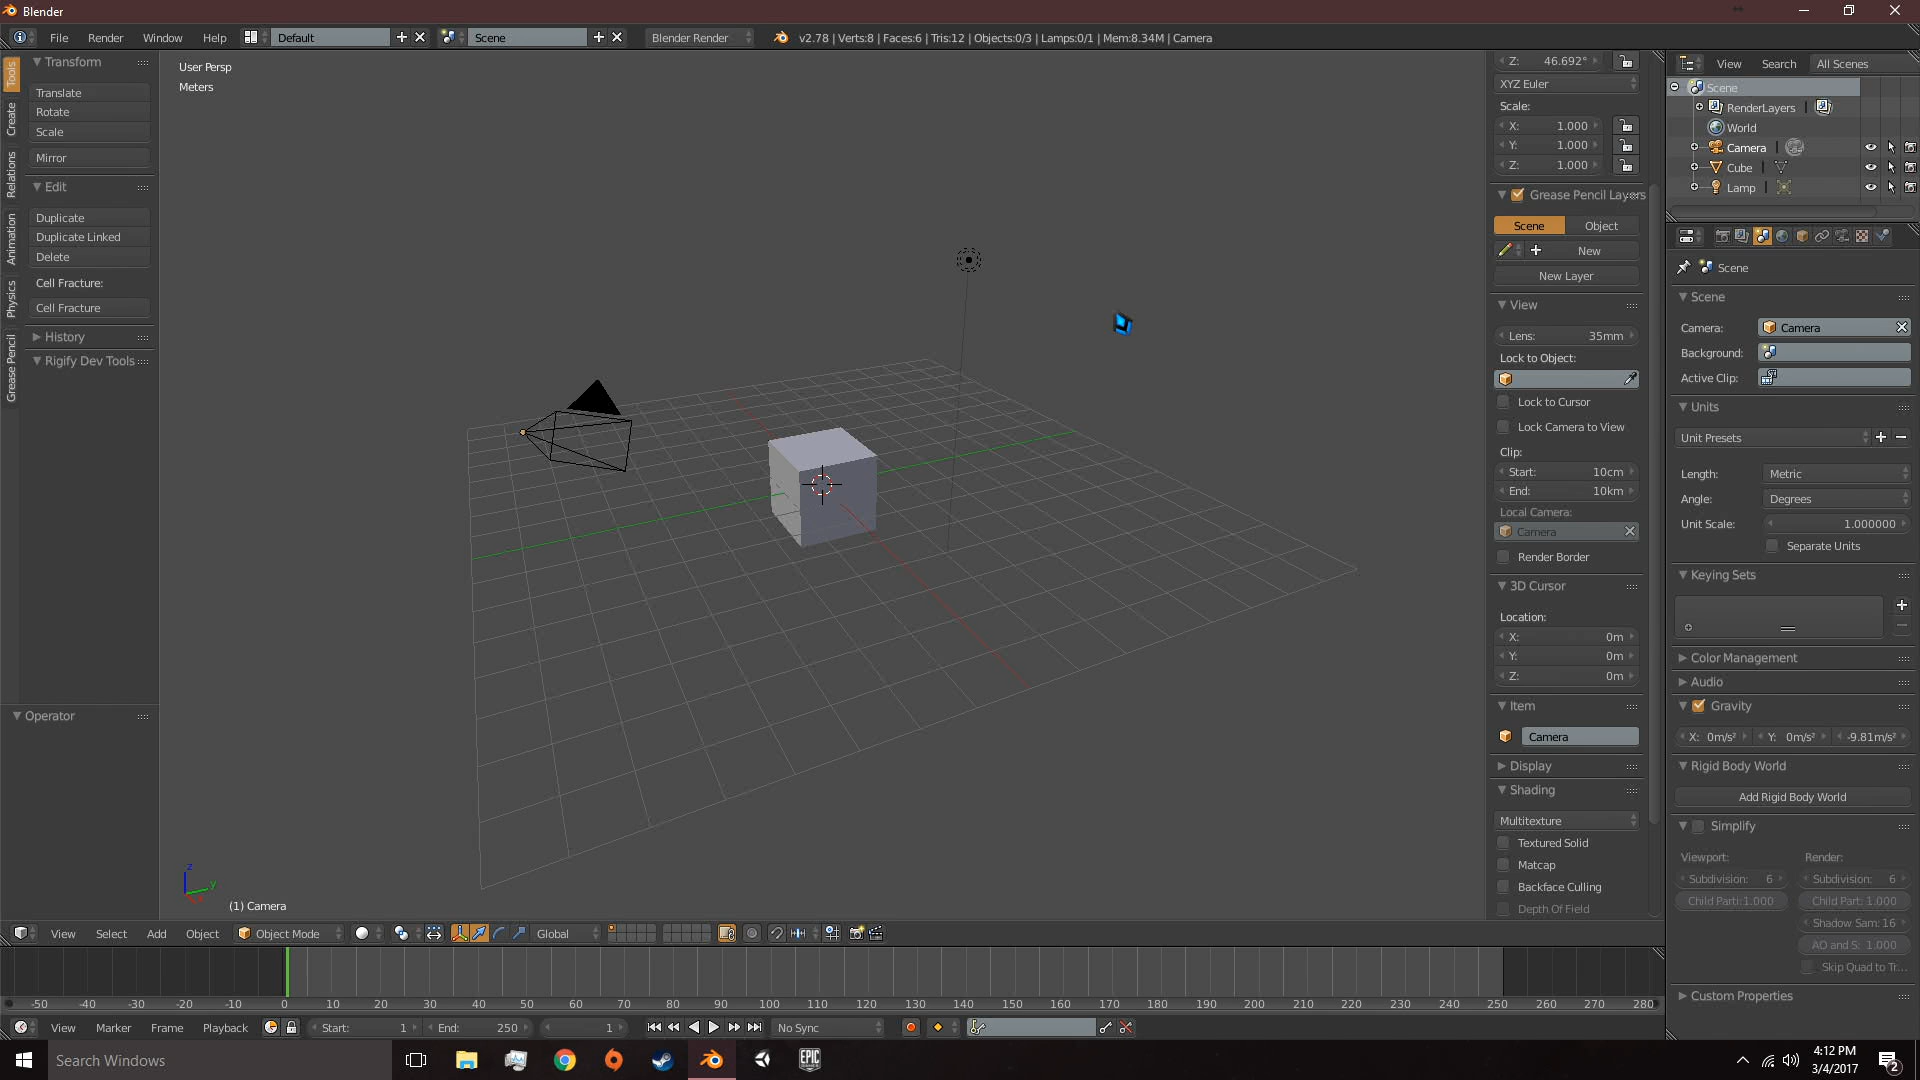 Blender
File Render Window Help Default Scene Blender Render v2.78 | Verts:8 | Faces:6 | Tris:12 | Objects:0/3 | Lamps:0/1 | Mem:8.34M | Camera
Tools
Create
Relations
Animation
Physics
Grease Pencil
Transform
Translate
Rotate
Scale
Mirror
Edit
Duplicate
Duplicate Linked
Delete
Cell Fracture:
Cell Fracture
History
Rigify Dev Tools
Operator
User Persp
Meters
z
y
(1) Camera
Z: 46.692°
XYZ Euler
Scale:
X: 1.000
Y: 1.000
Z: 1.000
Grease Pencil Layers
Scene Object
New
New Layer
View
Lens: 35mm
Lock to Object:
Lock to Cursor
Lock Camera to View
Clip:
Start: 10cm
End: 10km
Local Camera:
Camera
Render Border
3D Cursor
Location:
X: 0m
Y: 0m
Z: 0m
Item
Camera
Display
Shading
Multitexture
Textured Solid
Matcap
Backface Culling
Depth Of Field
View Search All Scenes
Scene
RenderLayers |
World
Camera |
Cube |
Lamp |
Scene
Scene
Camera: Camera
Background:
Active Clip:
Units
Unit Presets
Length: Metric
Angle: Degrees
Unit Scale: 1.000000
Separate Units
Keying Sets
Color Management
Audio
Gravity
X: 0m/s² Y: 0m/s² -9.81m/s²
Rigid Body World
Add Rigid Body World
Simplify
Viewport: Render:
Subdivision: 6 Subdivision: 6
Child Parti:1.000 Child Part: 1.000
Shadow Sam: 16
AO and S: 1.000
Skip Quad to Tr...
Custom Properties
View Select Add Object Object Mode Global
-50 -40 -30 -20 -10 0 10 20 30 40 50 60 70 80 90 100 110 120 130 140 150 160 170 180 190 200 210 220 230 240 250 260 270 280
View Marker Frame Playback Start: 1 End: 250 1 No Sync
Search Windows
EPIC
4:12 PM
3/4/2017
2